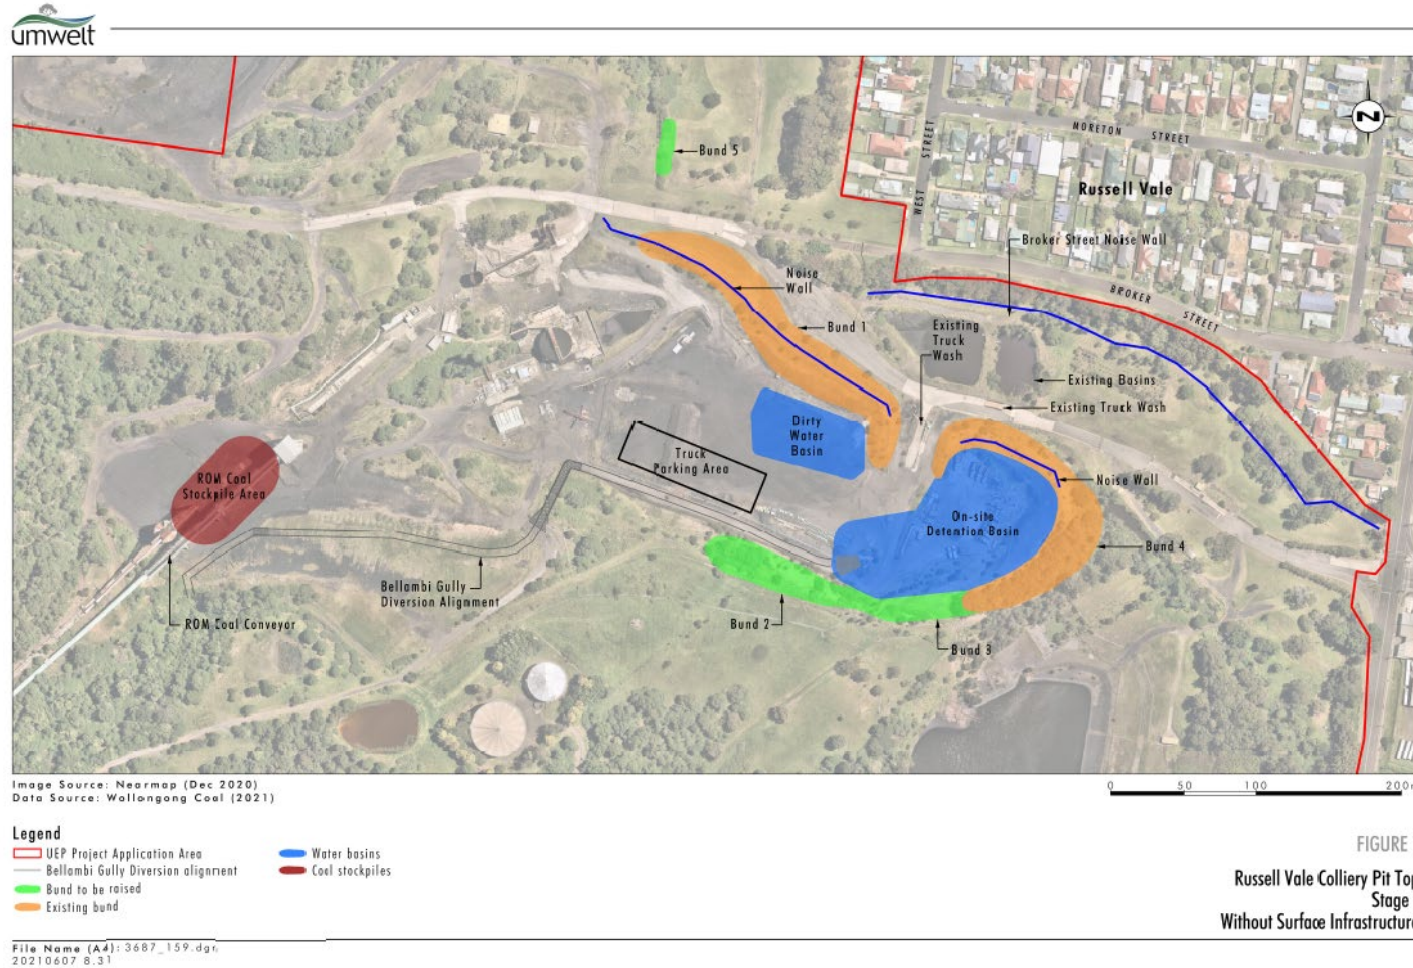 umwelt
Bund 5
WEST STREET
MORETON STREET
N
Russell Vale
Broker Street Noise Wall
BROKER STREET
Noise
Wall
Bund 1
Existing
Truck
Wash
Existing Basins
Existing Truck Wash
Dirty
Water
Basin
Truck
Parking Area
ROM Coal
Stockpile Area
Noise Wall
On-site
Detention Basin
Bund 4
Bellambi Gully
Diversion Alignment
ROM Coal Conveyor
Bund 2
Bund 3
Image Source: Nearmap (Dec 2020)
Data Source: Wollongong Coal (2021)
0 50 100 200m
Legend
UEP Project Application Area
Bellambi Gully Diversion alignment
Bund to be raised
Existing bund
Water basins
Coal stockpiles
FIGURE
Russell Vale Colliery Pit Top
Stage
Without Surface Infrastructure
File Name (A4): 3687_159.dgn
20210607 8.31